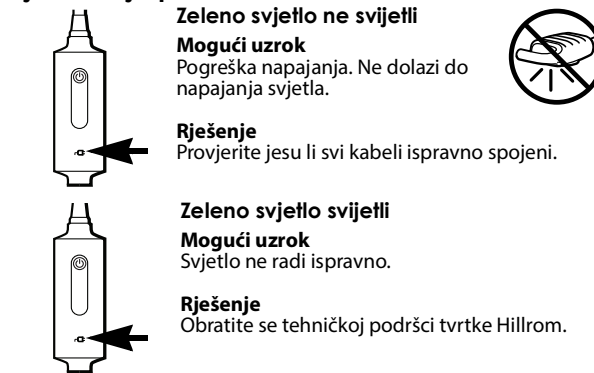 Zeleno svjetlo ne svijetli
Mogući uzrok
Pogreška napajanja. Ne dolazi do
napajanja svjetla.
Rješenje
Provjerite jesu li svi kabeli ispravno spojeni.
Zeleno svjetlo svijetli
Mogući uzrok
Svjetlo ne radi ispravno.
Rješenje
Obratite se tehničkoj podršci tvrtke Hillrom.